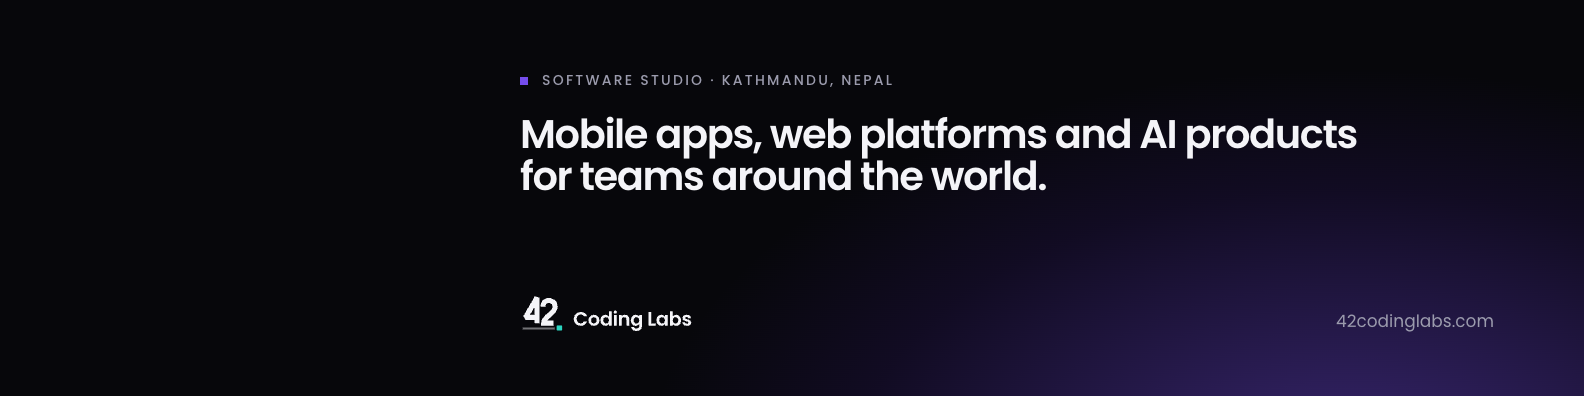 SOFTWARE STUDIO · KATHMANDU, NEPAL
Mobile apps, web platforms and AI products
for teams around the world.
42 Coding Labs
42codinglabs.com